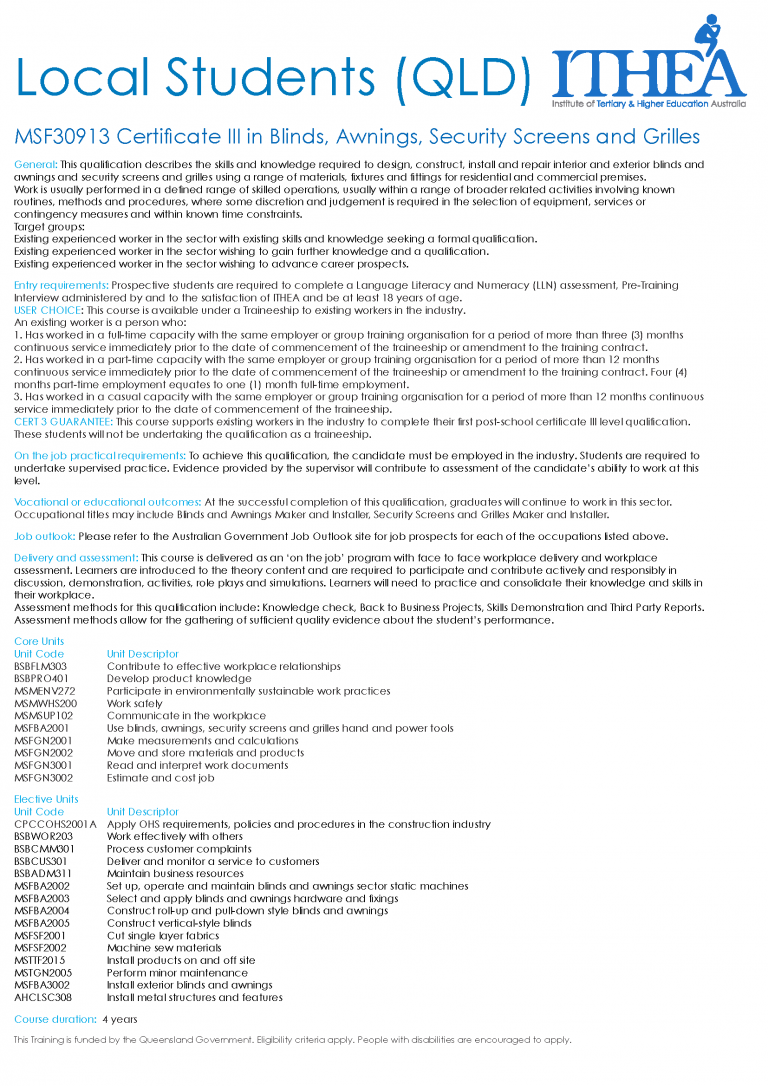 Local Students (QLD)
ITHEA
Institute of Tertiary & Higher Education Australia
MSF30913 Certificate III in Blinds, Awnings, Security Screens and Grilles
General: This qualification describes the skills and knowledge required to design, construct, install and repair interior and exterior blinds and
awnings and security screens and grilles using a range of materials, fixtures and fittings for residential and commercial premises.
Work is usually performed in a defined range of skilled operations, usually within a range of broader related activities involving known
routines, methods and procedures, where some discretion and judgement is required in the selection of equipment, services or
contingency measures and within known time constraints.
Target groups:
Existing experienced worker in the sector with existing skills and knowledge seeking a formal qualification.
Existing experienced worker in the sector wishing to gain further knowledge and a qualification.
Existing experienced worker in the sector wishing to advance career prospects.
Entry requirements: Prospective students are required to complete a Language Literacy and Numeracy (LLN) assessment, Pre-Training
Interview administered by and to the satisfaction of ITHEA and be at least 18 years of age.
USER CHOICE: This course is available under a Traineeship to existing workers in the industry.
An existing worker is a person who:
1. Has worked in a full-time capacity with the same employer or group training organisation for a period of more than three (3) months
continuous service immediately prior to the date of commencement of the traineeship or amendment to the training contract.
2. Has worked in a part-time capacity with the same employer or group training organisation for a period of more than 12 months
continuous service immediately prior to the date of commencement of the traineeship or amendment to the training contract. Four (4)
months part-time employment equates to one (1) month full-time employment.
3. Has worked in a casual capacity with the same employer or group training organisation for a period of more than 12 months continuous
service immediately prior to the date of commencement of the traineeship.
CERT 3 GUARANTEE: This course supports existing workers in the industry to complete their first post-school certificate III level qualification.
These students will not be undertaking the qualification as a traineeship.
On the job practical requirements: To achieve this qualification, the candidate must be employed in the industry. Students are required to
undertake supervised practice. Evidence provided by the supervisor will contribute to assessment of the candidate's ability to work at this
level.
Vocational or educational outcomes: At the successful completion of this qualification, graduates will continue to work in this sector.
Occupational titles may include Blinds and Awnings Maker and Installer, Security Screens and Grilles Maker and Installer.
Job outlook: Please refer to the Australian Government Job Outlook site for job prospects for each of the occupations listed above.
Delivery and assessment: This course is delivered as an 'on the job' program with face to face workplace delivery and workplace
assessment. Learners are introduced to the theory content and are required to participate and contribute actively and responsibly in
discussion, demonstration, activities, role plays and simulations. Learners will need to practice and consolidate their knowledge and skills in
their workplace.
Assessment methods for this qualification include: Knowledge check, Back to Business Projects, Skills Demonstration and Third Party Reports.
Assessment methods allow for the gathering of sufficient quality evidence about the student's performance.
Core Units
Unit Code Unit Descriptor
BSBFLM303 Contribute to effective workplace relationships
BSBPRO401 Develop product knowledge
MSMENV272 Participate in environmentally sustainable work practices
MSMWHS200 Work safely
MSMSUP102 Communicate in the workplace
MSFBA2001 Use blinds, awnings, security screens and grilles hand and power tools
MSFGN2001 Make measurements and calculations
MSFGN2002 Move and store materials and products
MSFGN3001 Read and interpret work documents
MSFGN3002 Estimate and cost job
Elective Units
Unit Code Unit Descriptor
CPCCOHS2001A Apply OHS requirements, policies and procedures in the construction industry
BSBWOR203 Work effectively with others
BSBCMM301 Process customer complaints
BSBCUS301 Deliver and monitor a service to customers
BSBADM311 Maintain business resources
MSFBA2002 Set up, operate and maintain blinds and awnings sector static machines
MSFBA2003 Select and apply blinds and awnings hardware and fixings
MSFBA2004 Construct roll-up and pull-down style blinds and awnings
MSFBA2005 Construct vertical-style blinds
MSFSF2001 Cut single layer fabrics
MSFSF2002 Machine sew materials
MSTTF2015 Install products on and off site
MSTGN2005 Perform minor maintenance
MSFBA3002 Install exterior blinds and awnings
AHCLSC308 Install metal structures and features
Course duration: 4 years
This Training is funded by the Queensland Government. Eligibility criteria apply. People with disabilities are encouraged to apply.